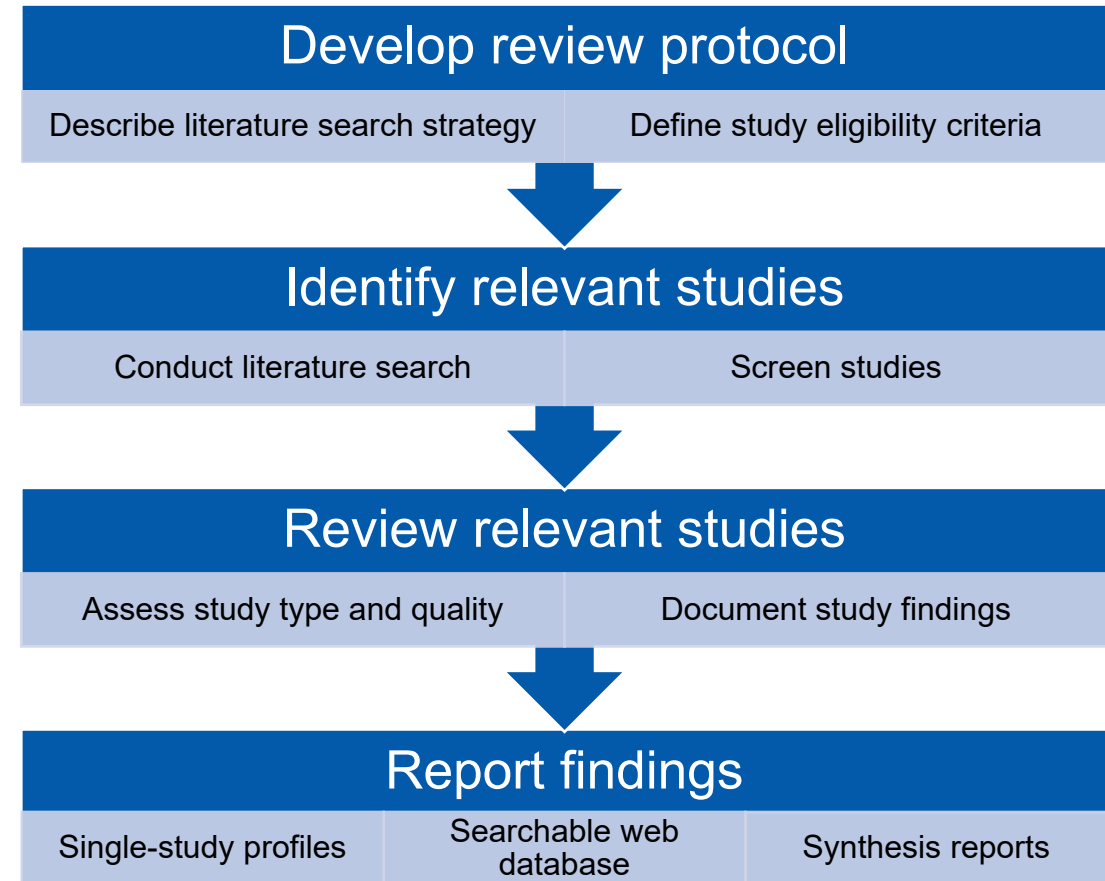 Develop review protocol
Describe literature search strategy
Define study eligibility criteria
Identify relevant studies
Conduct literature search
Screen studies
Review relevant studies
Assess study type and quality
Document study findings
Report findings
Single-study profiles
Searchable web
database
Synthesis reports